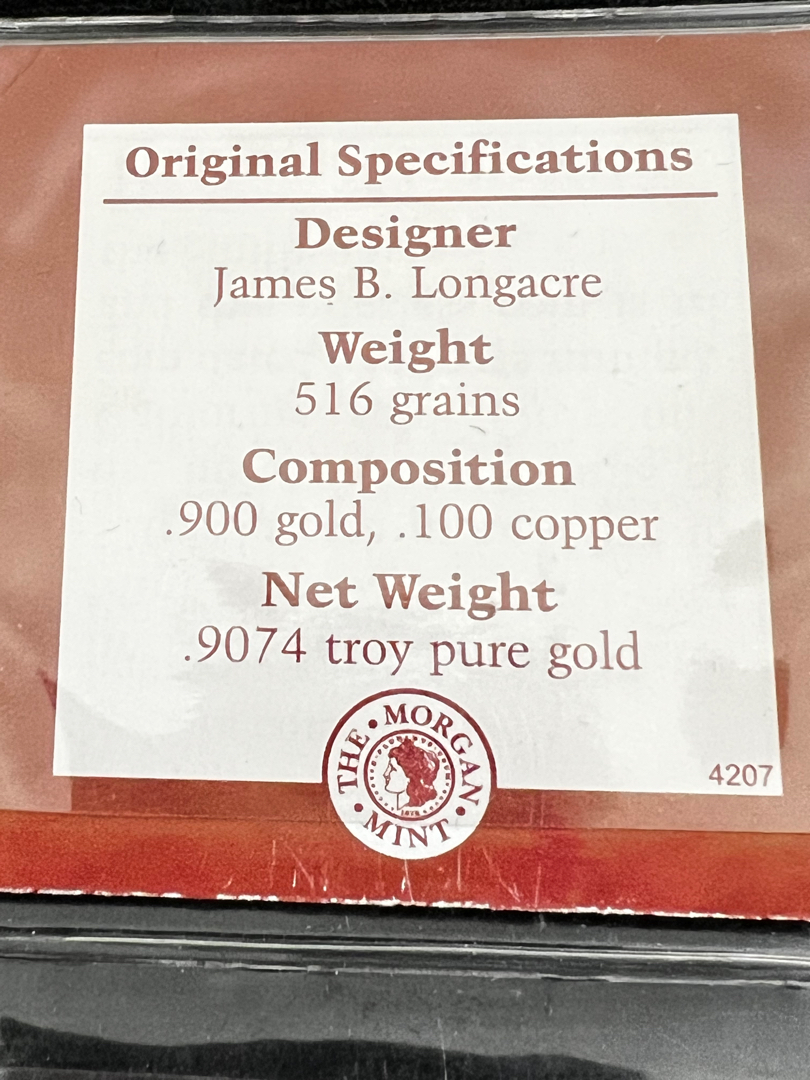 Original Specifications
Designer
James B. Longacre
Weight
516 grains
Composition
.900 gold, .100 copper
Net Weight
.9074 troy pure gold
THE • MORGAN • MINT •
4207